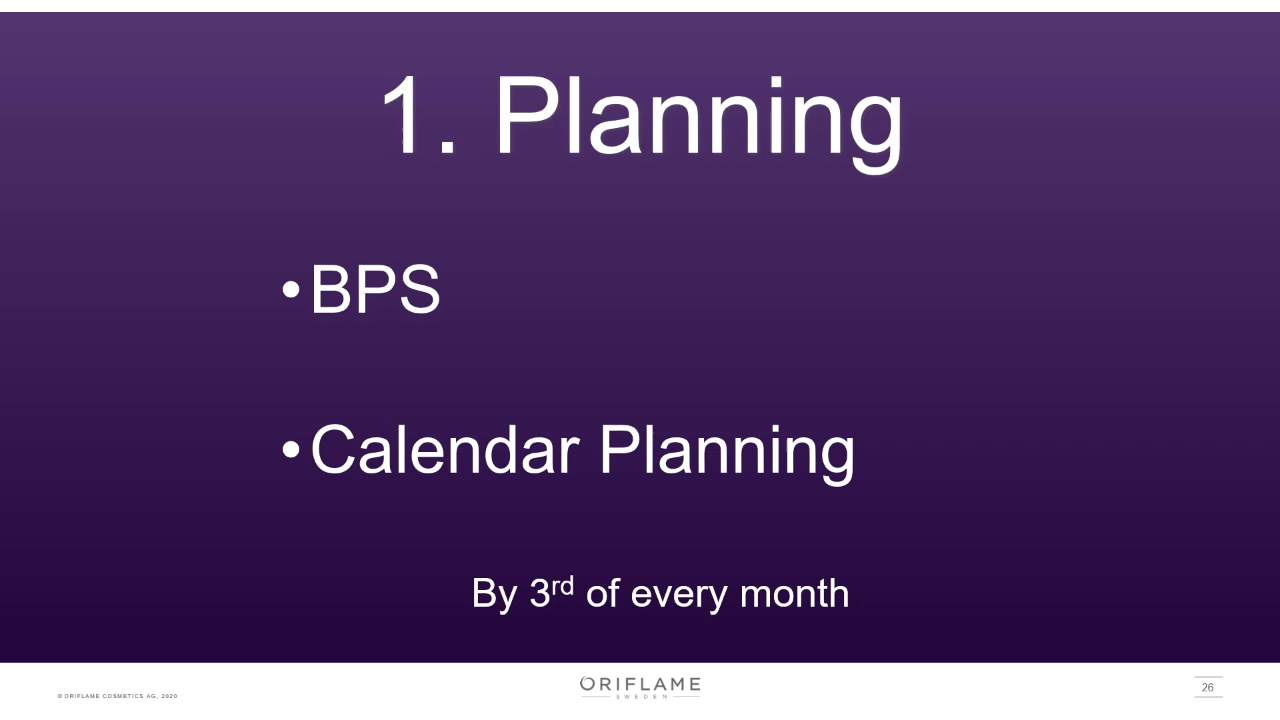 1. Planning
•BPS
•Calendar Planning
By 3rd of every month
© ORIFLAME COSMETICS AG, 2020
ORIFLAME
SWEDEN
26